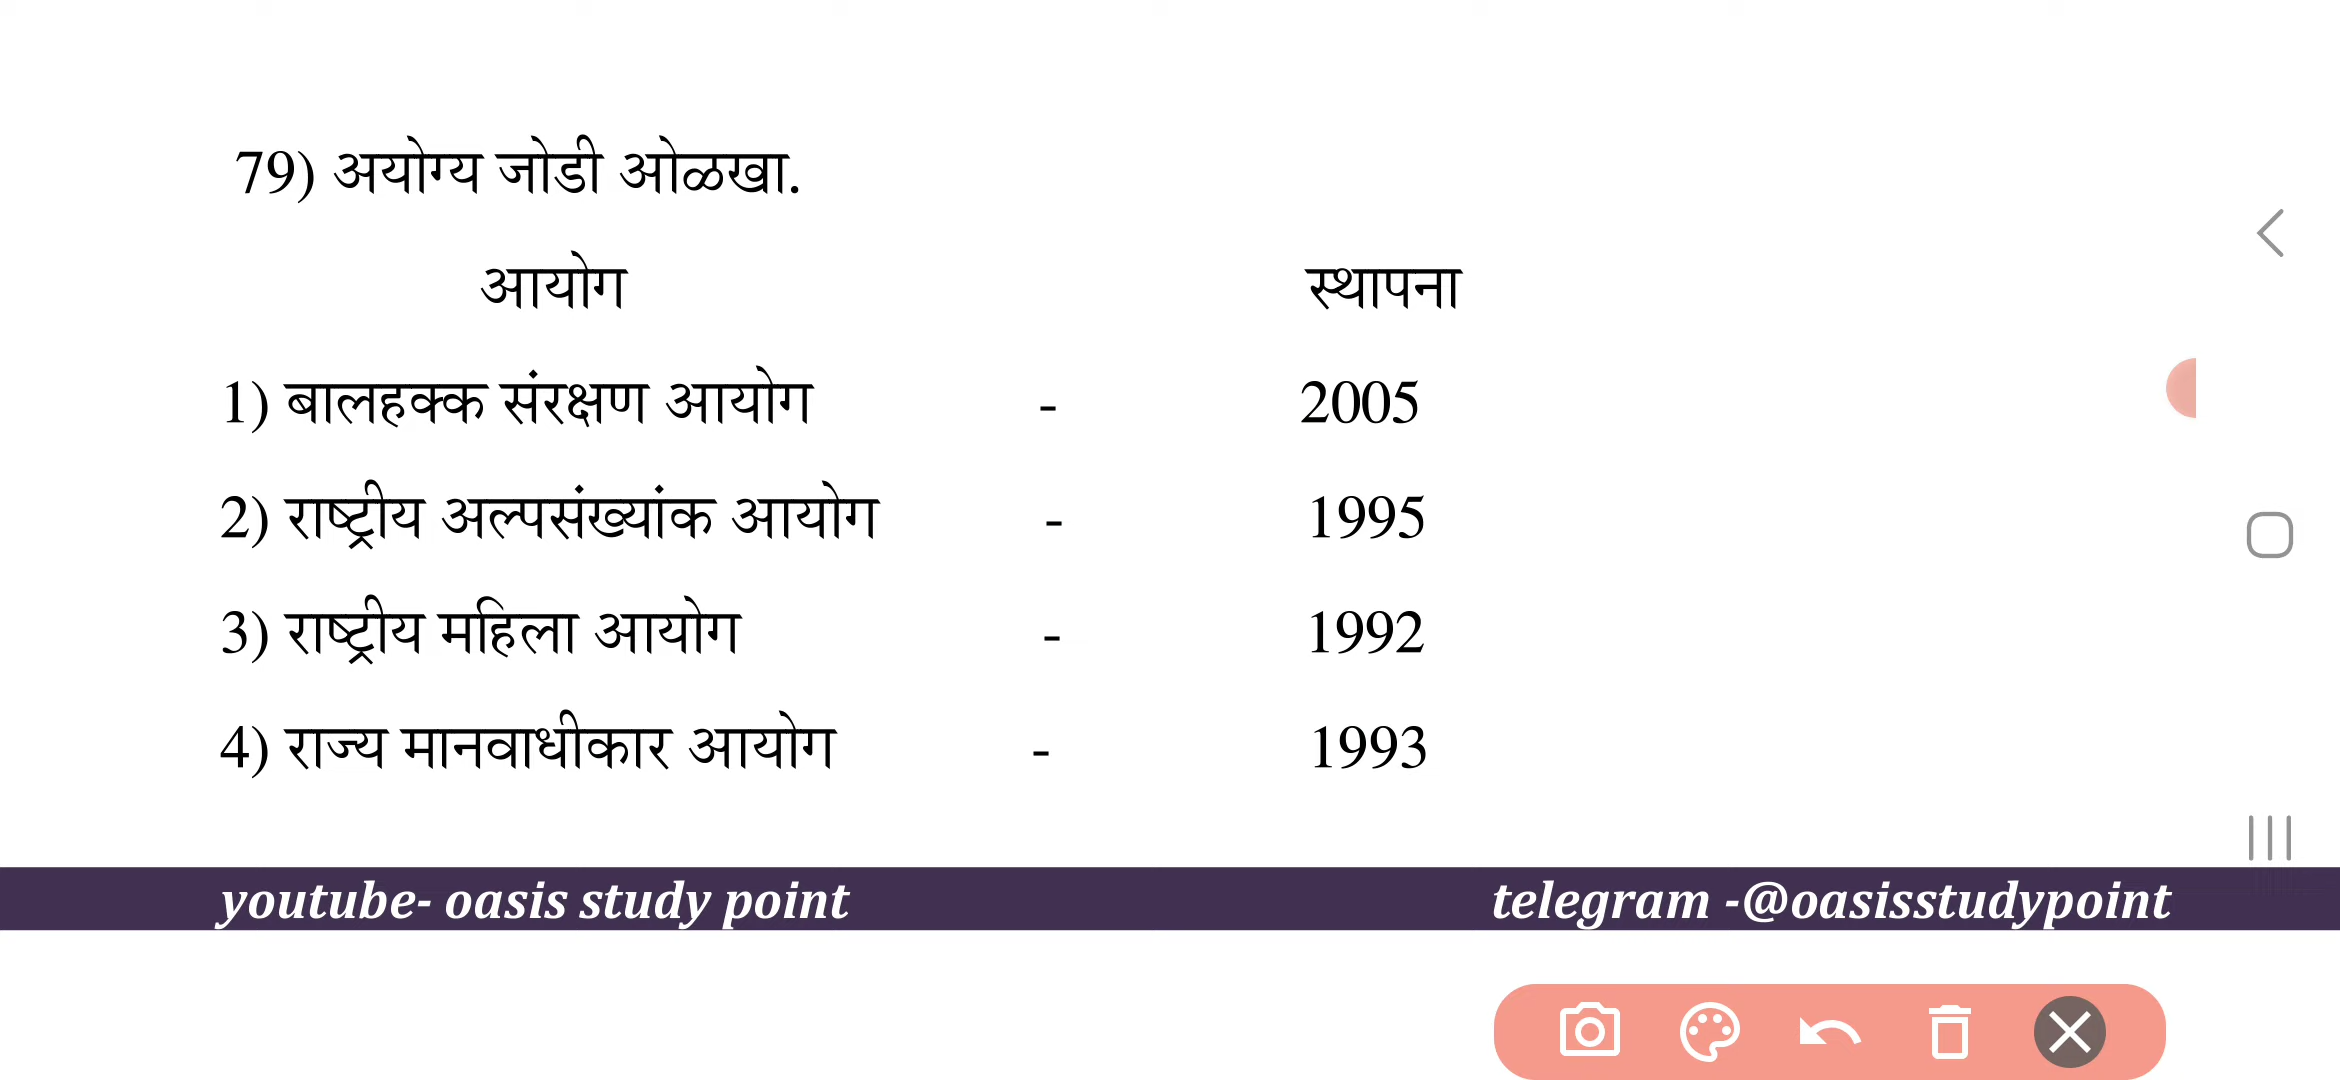 79) अयोग्य जोडी ओळखा.
आयोग स्थापना
1) बालहक्क संरक्षण आयोग - 2005
2) राष्ट्रीय अल्पसंख्यांक आयोग - 1995
3) राष्ट्रीय महिला आयोग - 1992
4) राज्य मानवाधीकार आयोग - 1993
youtube- oasis study point telegram -@oasisstudypoint